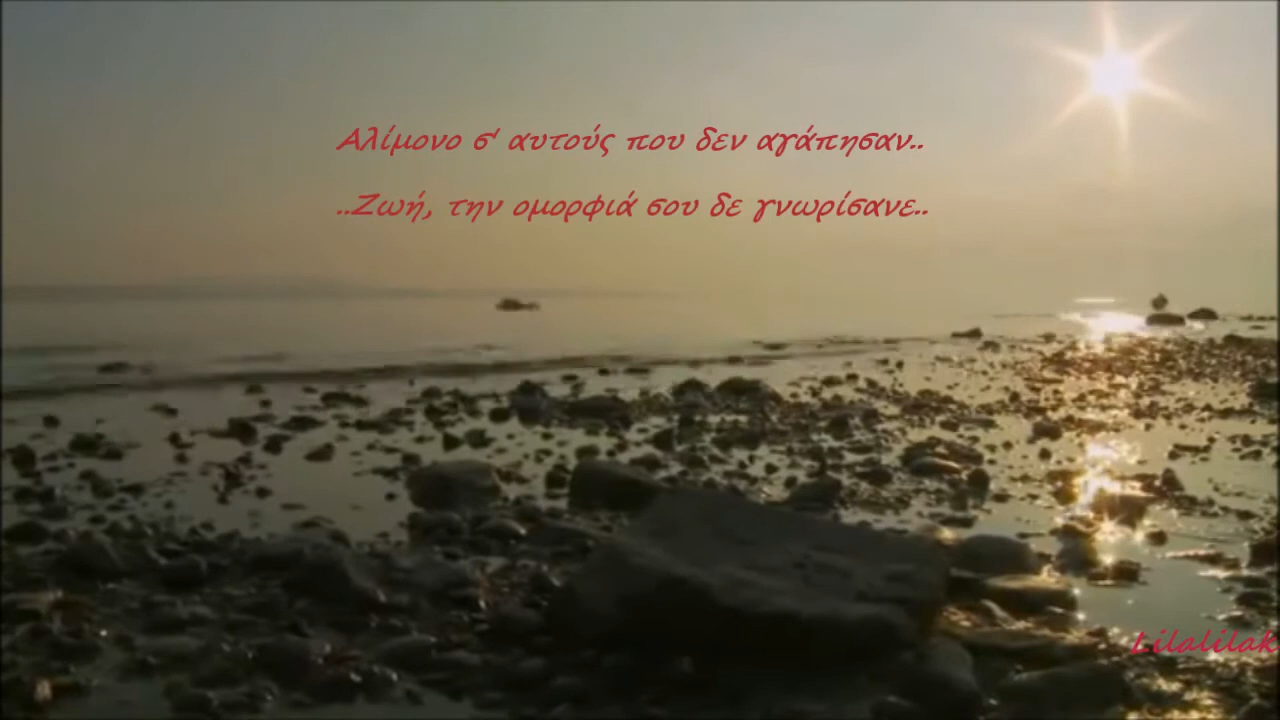 Αλίμονο σ' αυτούς που δεν αγάπησαν..
..Ζωή, την ομορφιά σου δε γνωρίσανε..
Lilalilak